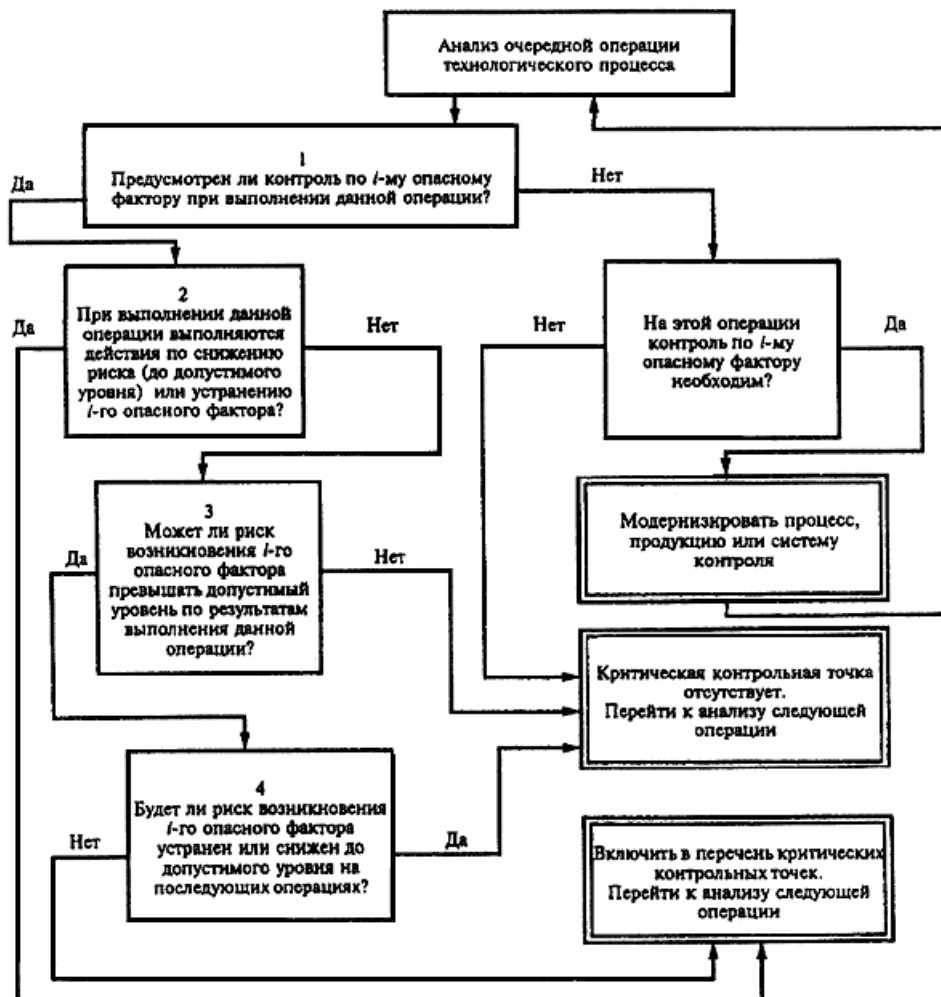 Анализ очередной операции
технологического процесса
1
Предусмотрен ли контроль по i-му опасному
фактору при выполнении данной операции?
Да
Нет
2
При выполнении данной
операции выполняются
действия по снижению
риска (до допустимого
уровня) или устранению
i-го опасного фактора?
Да
Нет
На этой операции
контроль по i-му
опасному фактору
необходим?
Нет
Да
3
Может ли риск
возникновения i-го
опасного фактора
превышать допустимый
уровень по результатам
выполнения данной
операции?
Да
Нет
Модернизировать процесс,
продукцию или систему
контроля
Критическая контрольная точка
отсутствует.
Перейти к анализу следующей
операции
4
Будет ли риск возникновения
i-го опасного фактора
устранен или снижен до
допустимого уровня на
последующих операциях?
Нет
Да
Включить в перечень критических
контрольных точек.
Перейти к анализу следующей
операции